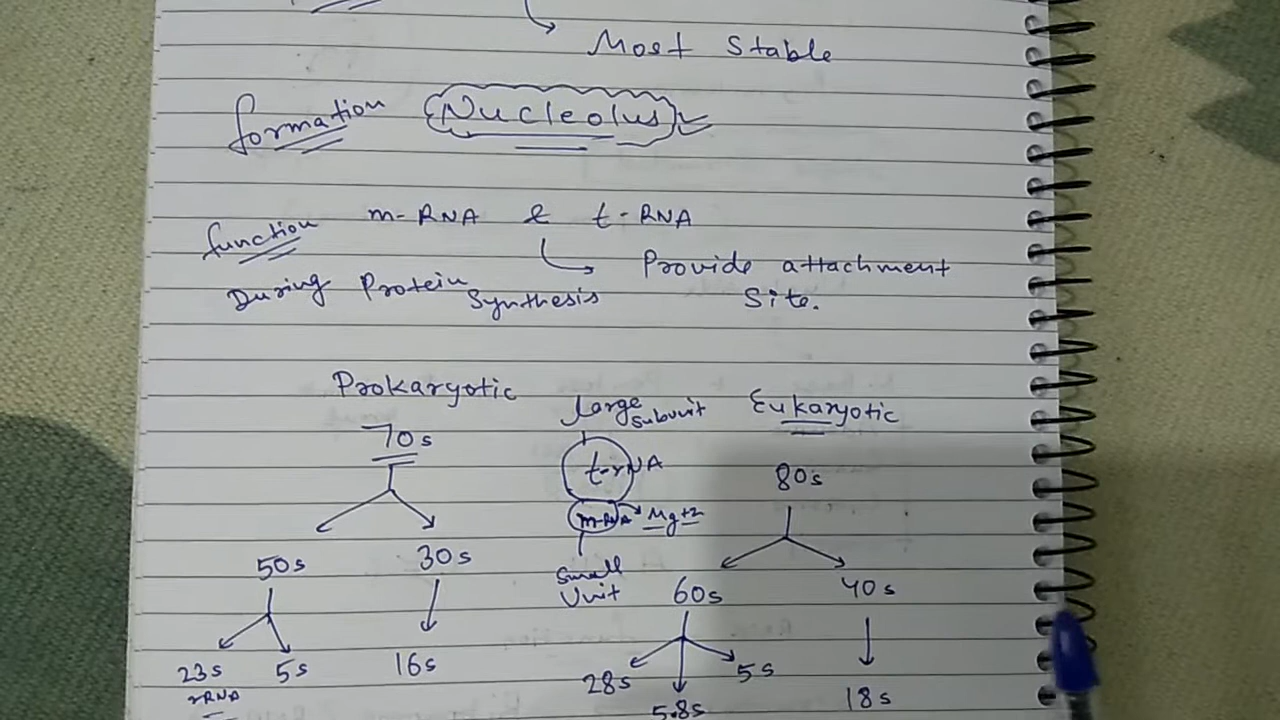 Most Stable
formation Nucleolus
function m-RNA & t-RNA
Provide attachment
During Protein Synthesis Site.
Prokaryotic large subunit Eukaryotic
70s
t-rNA
80s
m-RNA Mg+2
50s 30s
Small Unit
60s 40s
23s rRNA 5s 16s
28s 5.8s 5s 18s